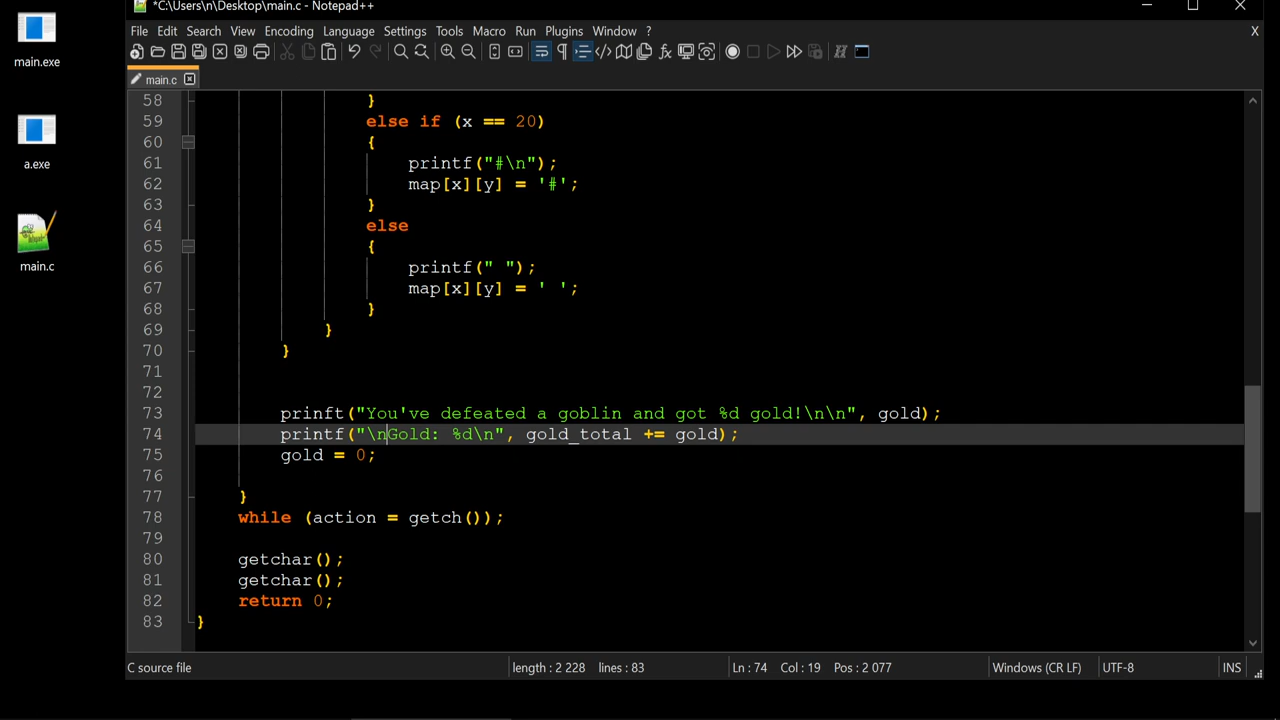 *C:\Users\n\Desktop\main.c - Notepad++
main.exe
a.exe
main.c
File Edit Search View Encoding Language Settings Tools Macro Run Plugins Window ? X
main.c
58 }
59 else if (x == 20)
60 {
61 printf("#\n");
62 map[x][y] = '#';
63 }
64 else
65 {
66 printf(" ");
67 map[x][y] = ' ';
68 }
69 }
70 }
71
72
73 prinft("You've defeated a goblin and got %d gold!\n\n", gold);
74 printf("\nGold: %d\n", gold_total += gold);
75 gold = 0;
76
77 }
78 while (action = getch());
79
80 getchar();
81 getchar();
82 return 0;
83 }
C source file length : 2 228 lines : 83 Ln : 74 Col : 19 Pos : 2 077 Windows (CR LF) UTF-8 INS